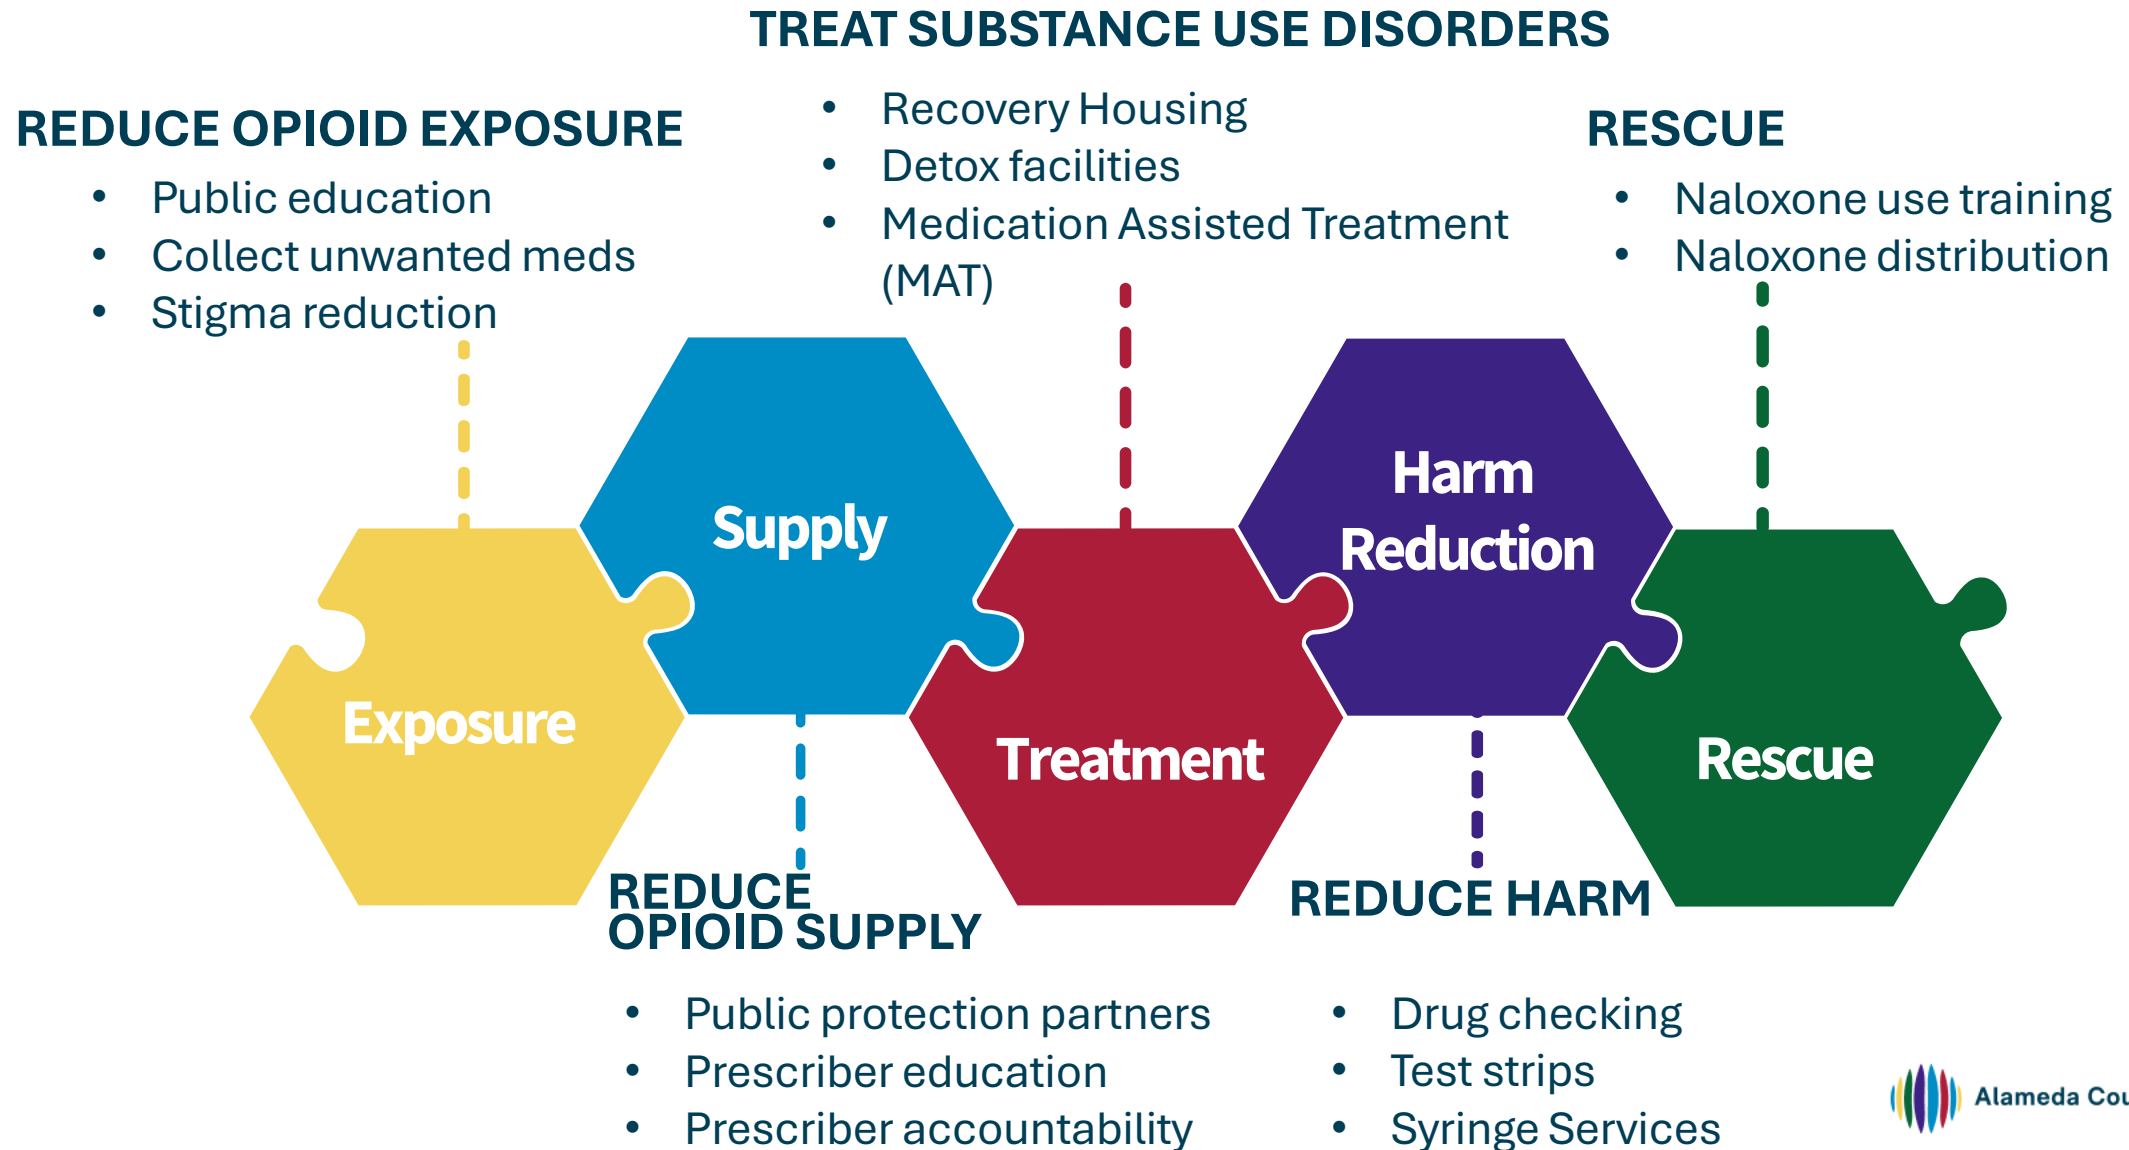 TREAT SUBSTANCE USE DISORDERS
• Recovery Housing
• Detox facilities
• Medication Assisted Treatment
(MAT)
REDUCE OPIOID EXPOSURE
• Public education
• Collect unwanted meds
• Stigma reduction
RESCUE
• Naloxone use training
• Naloxone distribution
Exposure
Supply
Treatment
Harm
Reduction
Rescue
REDUCE
OPIOID SUPPLY
• Public protection partners
• Prescriber education
• Prescriber accountability
REDUCE HARM
• Drug checking
• Test strips
• Syringe Services
Alameda